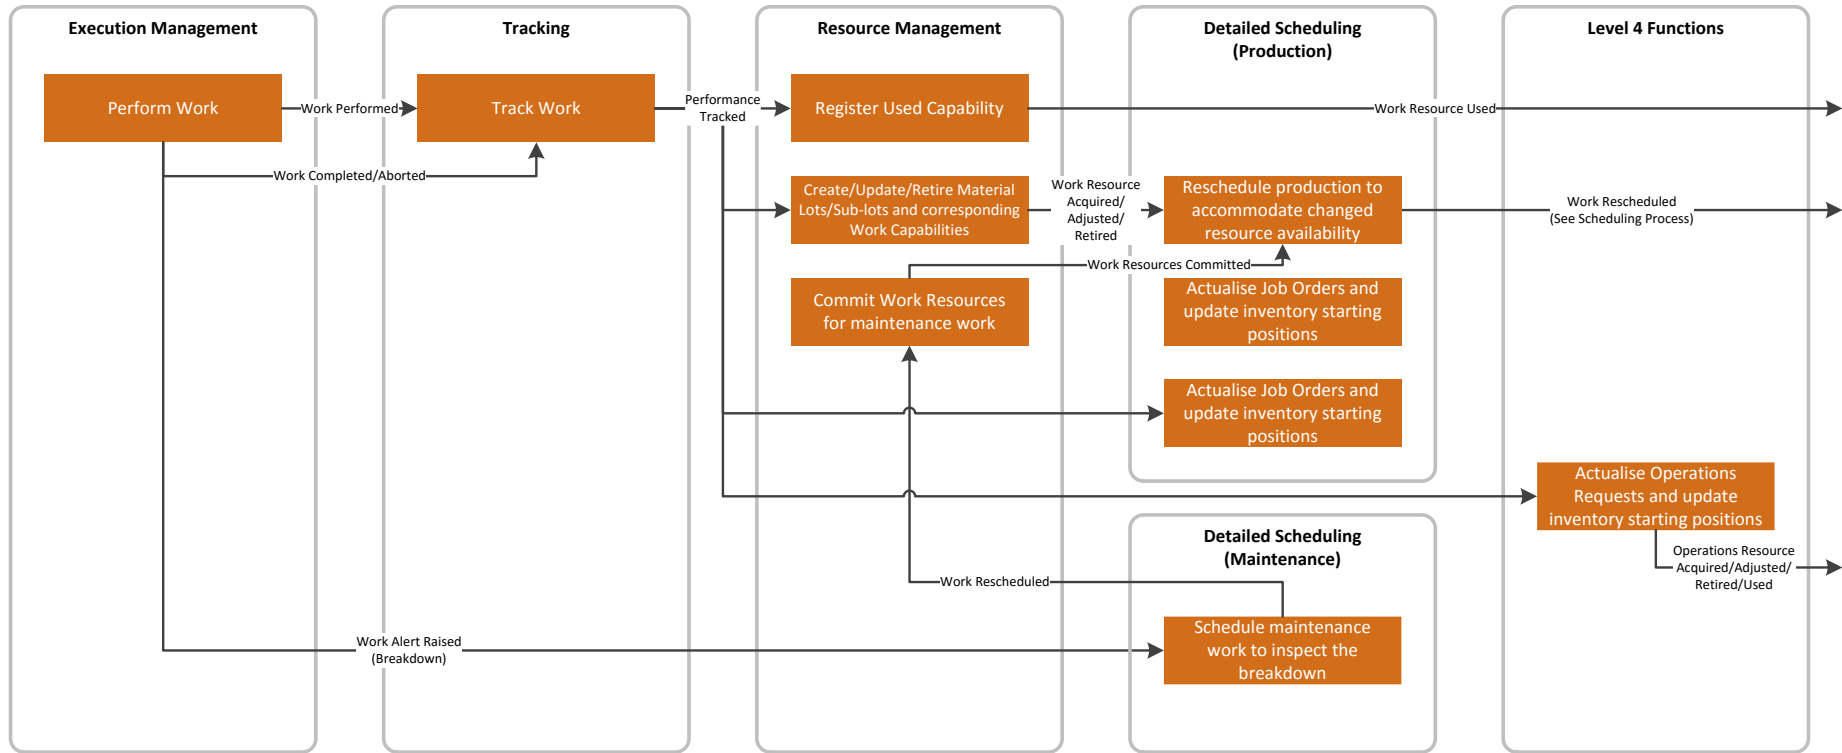 Execution Management
Tracking
Resource Management
Detailed Scheduling
(Production)
Level 4 Functions
Perform Work
Work Performed
Track Work
Performance
Tracked
Register Used Capability
Work Resource Used
Work Completed/Aborted
Create/Update/Retire Material
Lots/Sub-lots and corresponding
Work Capabilities
Work Resource
Acquired/
Adjusted/
Retired
Reschedule production to
accommodate changed
resource availability
Work Rescheduled
(See Scheduling Process)
Work Resources Committed
Commit Work Resources
for maintenance work
Actualise Job Orders and
update inventory starting
positions
Actualise Job Orders and
update inventory starting
positions
Actualise Operations
Requests and update
inventory starting positions
Detailed Scheduling
(Maintenance)
Operations Resource
Acquired/Adjusted/
Retired/Used
Work Rescheduled
Work Alert Raised
(Breakdown)
Schedule maintenance
work to inspect the
breakdown